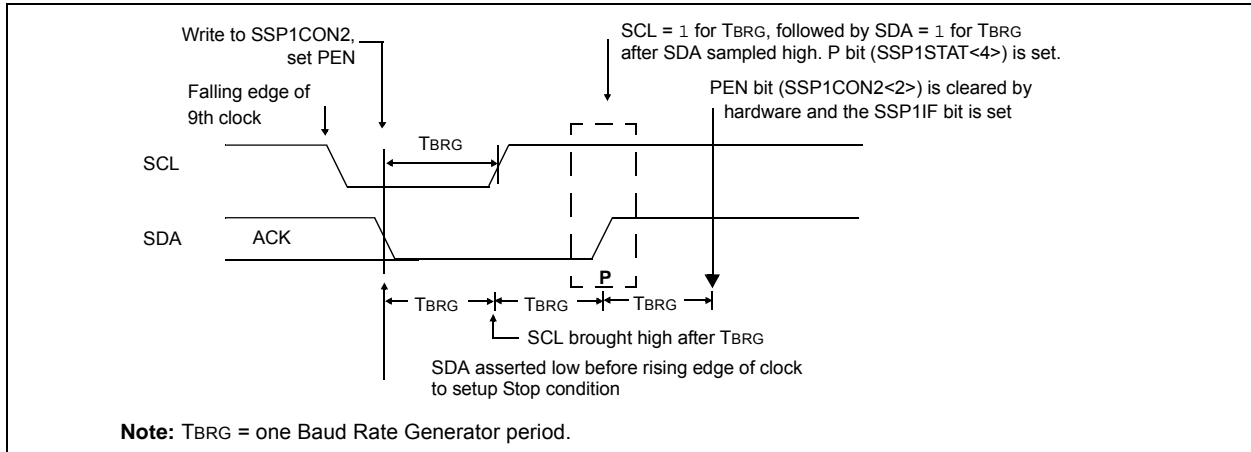 Write to SSP1CON2,
set PEN
SCL = 1 for TBRG, followed by SDA = 1 for TBRG
after SDA sampled high. P bit (SSP1STAT<4>) is set.
Falling edge of
9th clock
PEN bit (SSP1CON2<2>) is cleared by
hardware and the SSP1IF bit is set
TBRG
SCL
SDA
ACK
P
TBRG
TBRG
TBRG
SCL brought high after TBRG
SDA asserted low before rising edge of clock
to setup Stop condition
Note: TBRG = one Baud Rate Generator period.